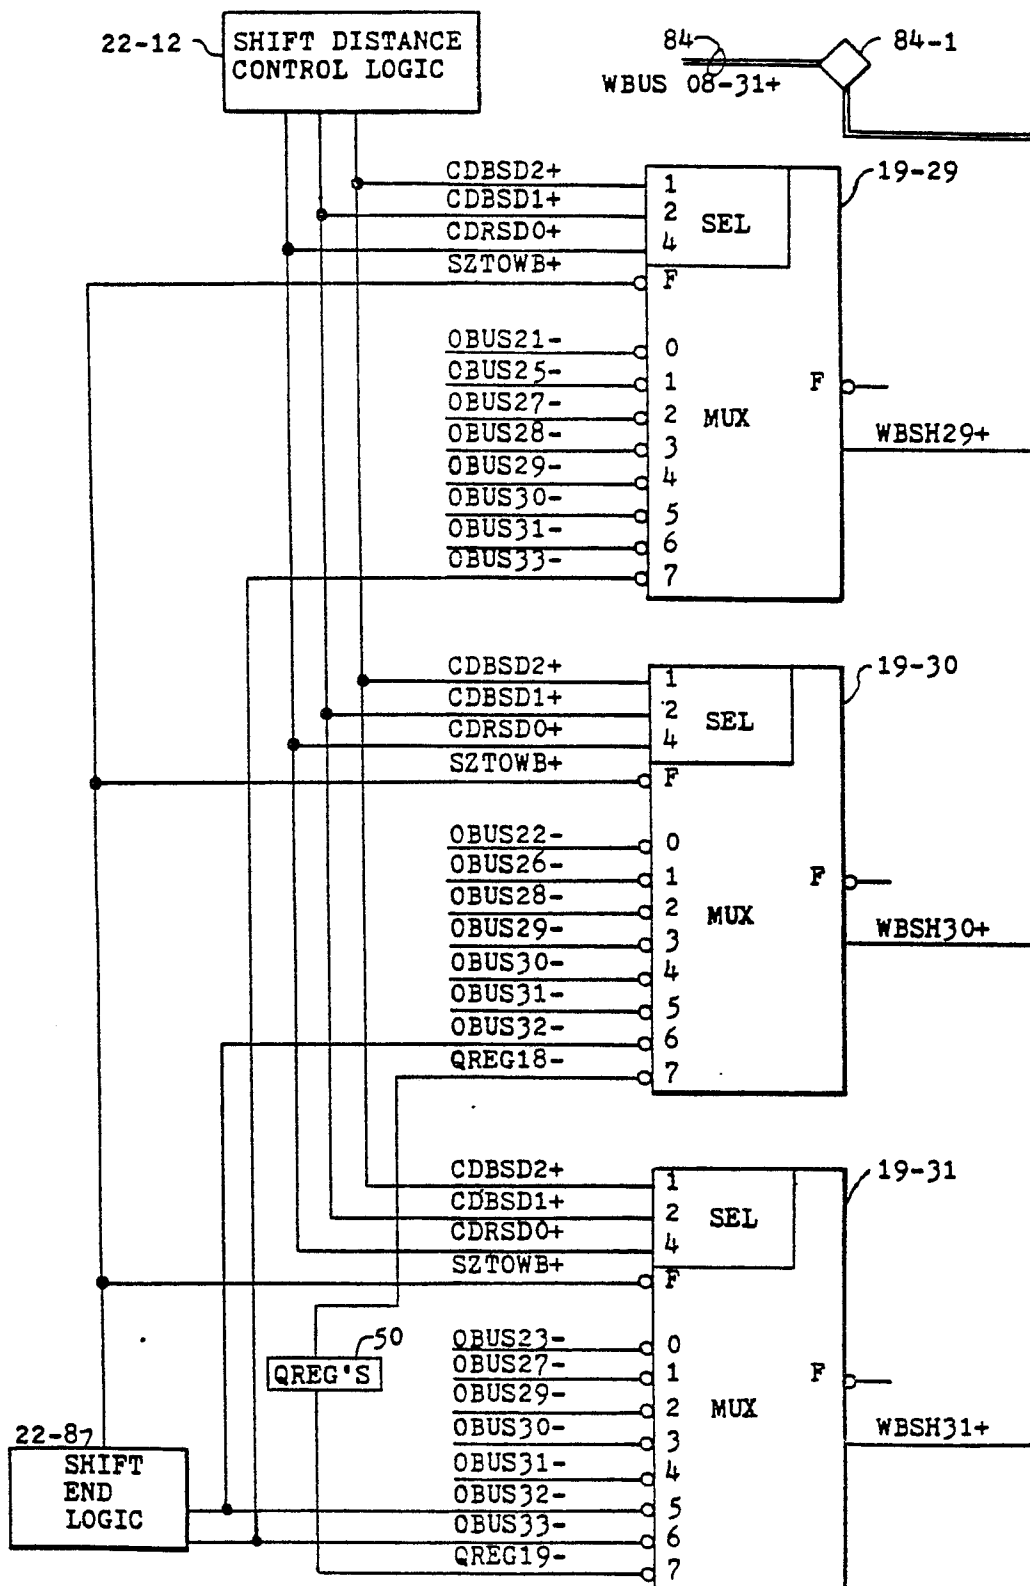 22-12
SHIFT DISTANCE
CONTROL LOGIC
84
84-1
WBUS 08-31+
19-29
CDBSD2+
1
CDBSD1+
2
SEL
CDRSD0+
4
SZTOWB+
F
OBUS21-
0
OBUS25-
1
F
OBUS27-
2
MUX
OBUS28-
3
WBSH29+
OBUS29-
4
OBUS30-
5
OBUS31-
6
OBUS33-
7
19-30
CDBSD2+
1
CDBSD1+
2
SEL
CDRSD0+
4
SZTOWB+
F
OBUS22-
0
OBUS26-
1
F
OBUS28-
2
MUX
OBUS29-
3
WBSH30+
OBUS30-
4
OBUS31-
5
OBUS32-
6
QREG18-
7
19-31
CDBSD2+
1
CDBSD1+
2
SEL
CDRSD0+
4
SZTOWB+
F
50
QREG'S
OBUS23-
0
OBUS27-
1
F
OBUS29-
2
MUX
OBUS30-
3
WBSH31+
OBUS31-
4
OBUS32-
5
OBUS33-
6
QREG19-
7
22-8
SHIFT
END
LOGIC